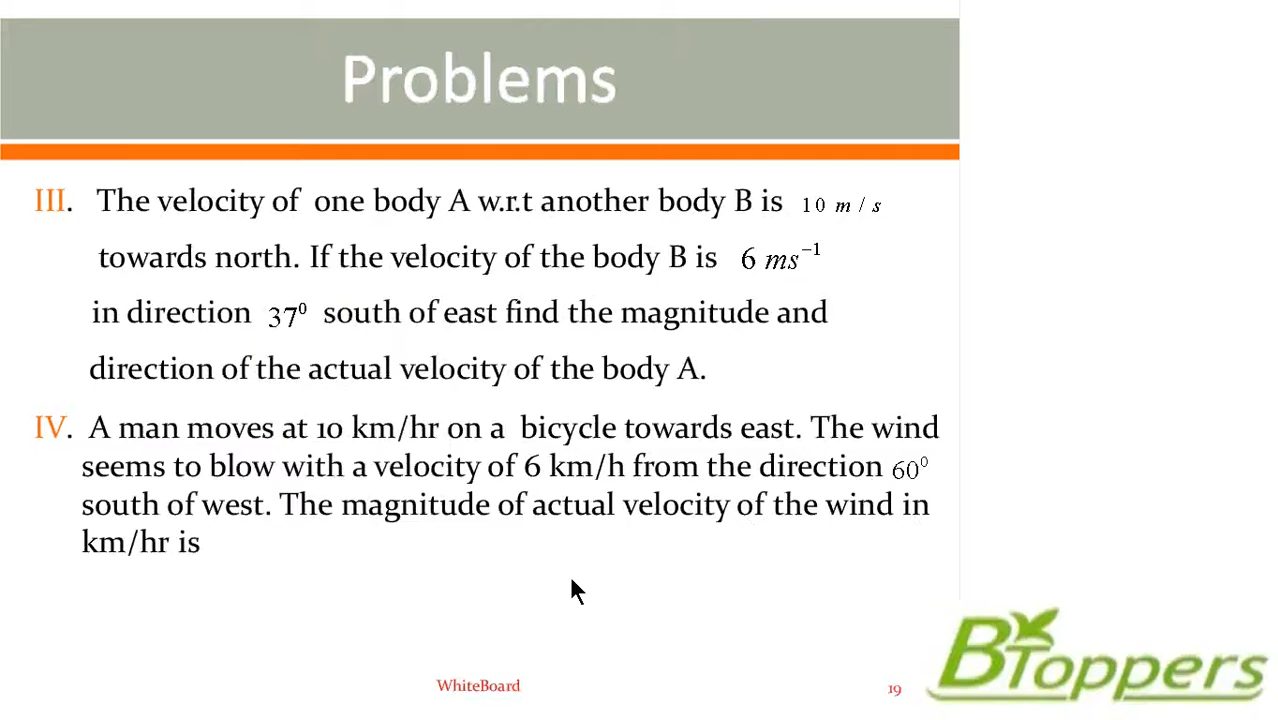 Problems
III. The velocity of one body A w.r.t another body B is 10 m / s
towards north. If the velocity of the body B is 6 ms⁻¹
in direction 37⁰ south of east find the magnitude and
direction of the actual velocity of the body A.
IV. A man moves at 10 km/hr on a bicycle towards east. The wind
seems to blow with a velocity of 6 km/h from the direction 60⁰
south of west. The magnitude of actual velocity of the wind in
km/hr is
WhiteBoard
19
BToppers